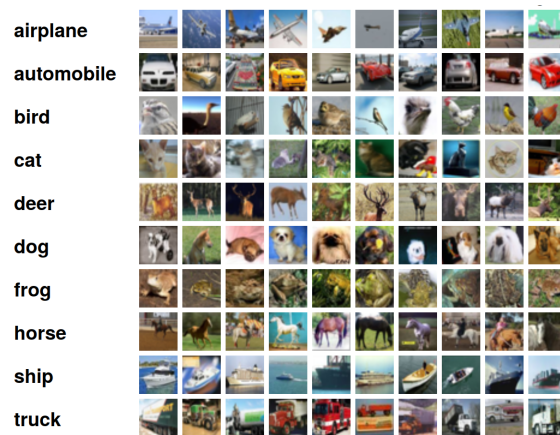 airplane
automobile
bird
cat
deer
dog
frog
horse
ship
truck